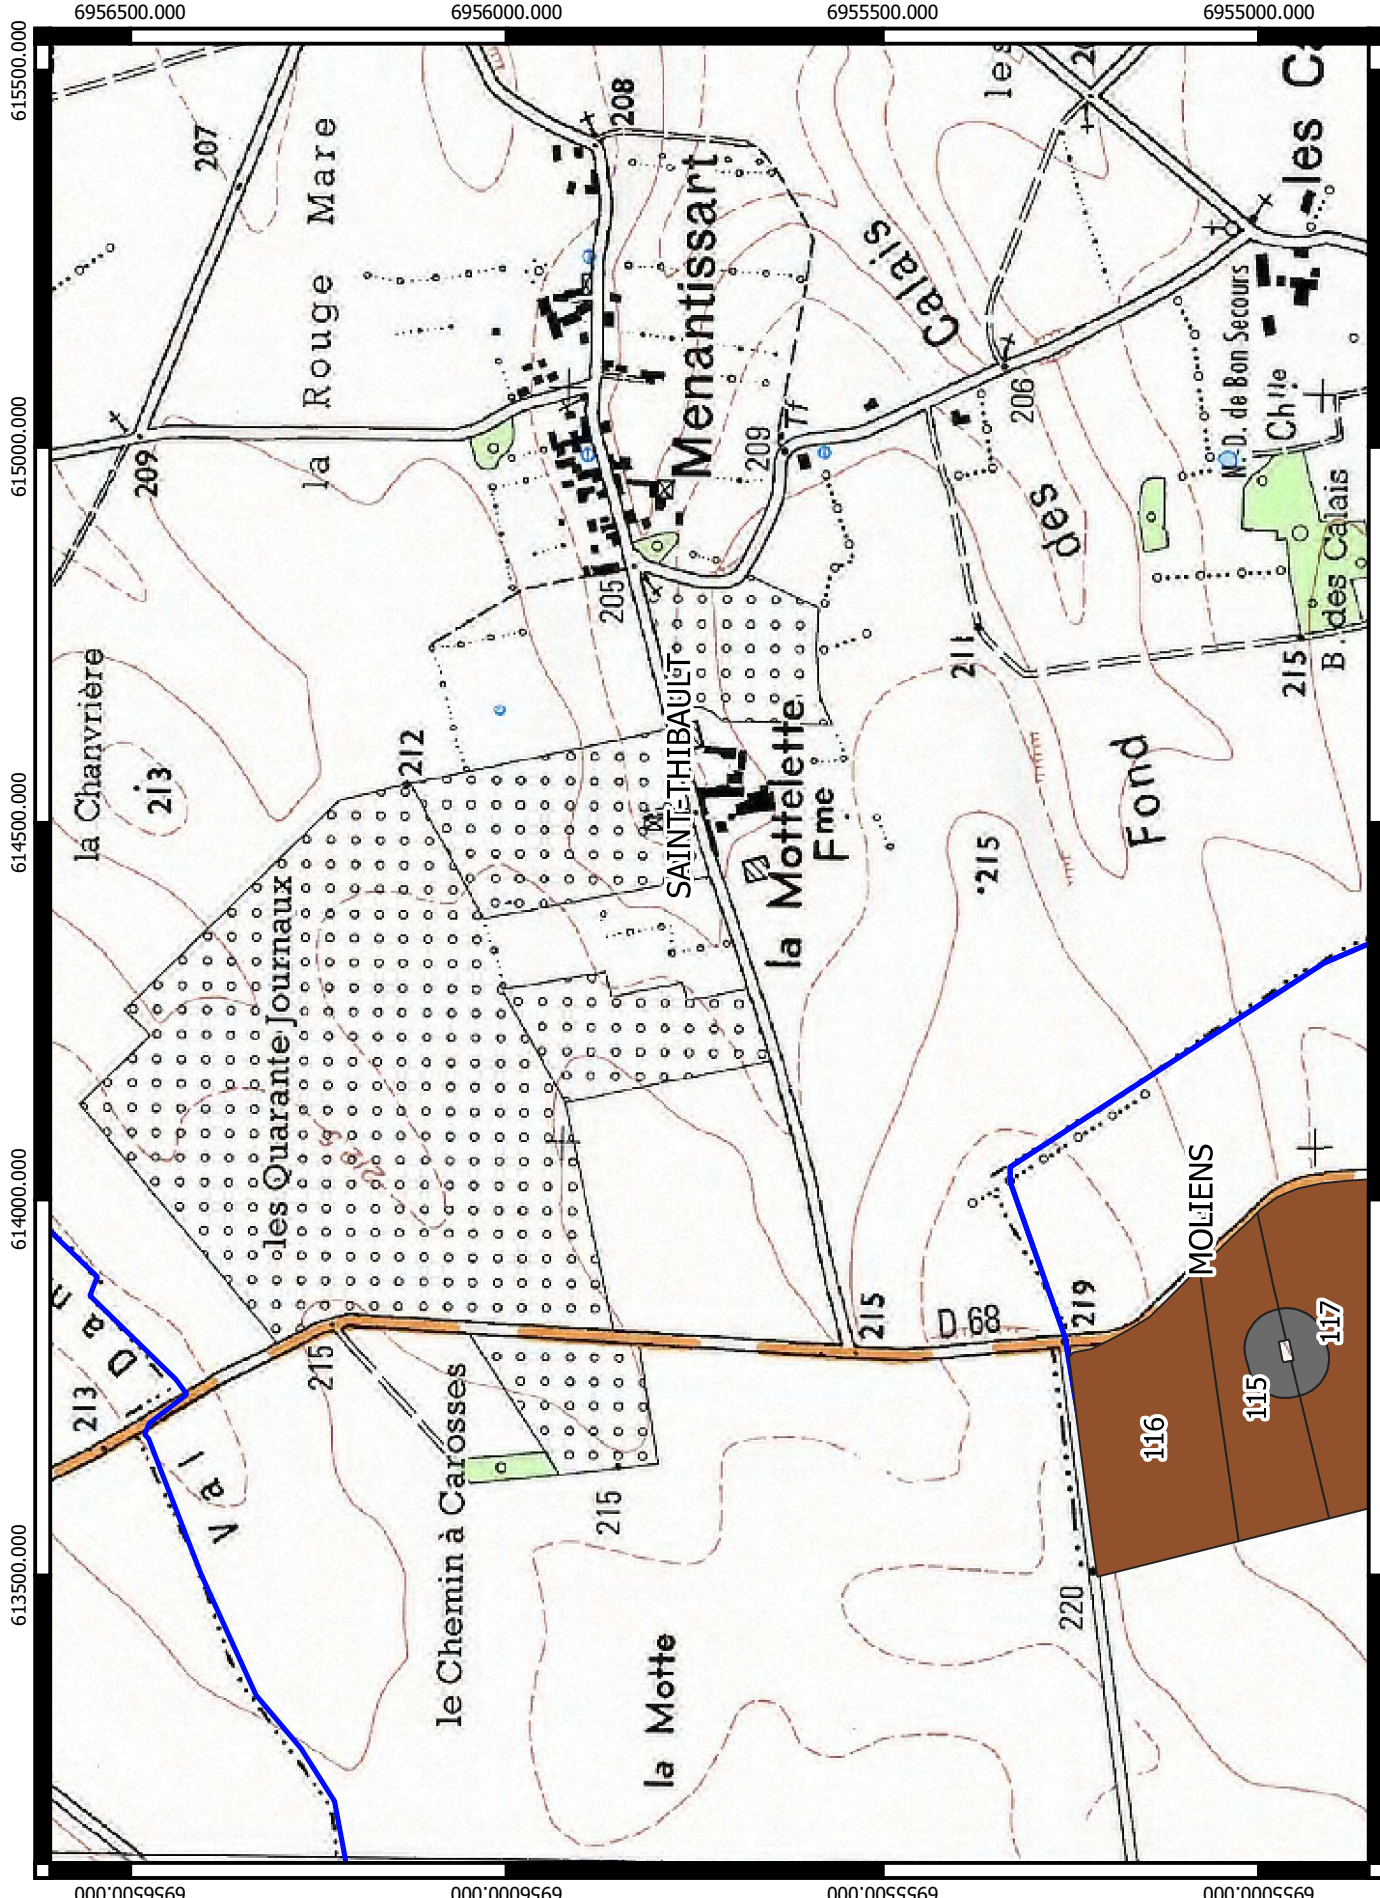 6956500.000
6956000.000
6955500.000
6955000.000
615500.000
615000.000
614500.000
614000.000
613500.000
207
la Rouge Mare
208
Menantissart
les
les Ca
Calais
209
209
Tf
206
N.D. de Bon Secours
Chlle
des
B. des Calais
205
211
215
la Chanvrière
213
212
SAINT-THIBAULT
la Mottelette
Fme
215
Fond
les Quarante Journaux
MOLIENS
Val Dan
213
215
215
D 68
219
117
115
116
le Chemin à Carosses
215
220
la Motte
6956500.000
6956000.000
6955500.000
6955000.000